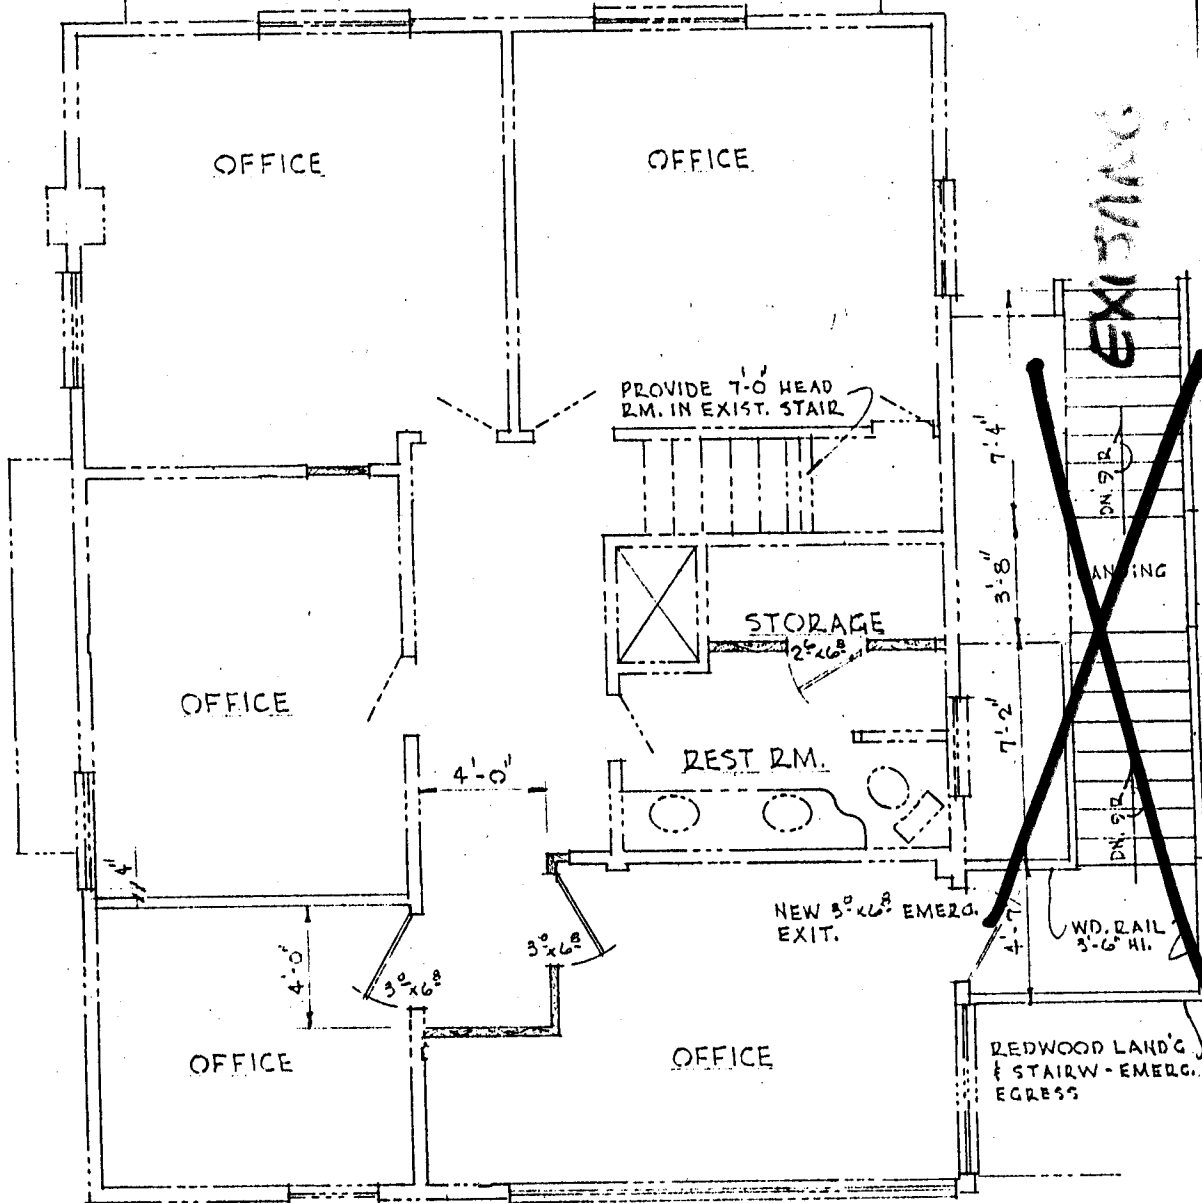 OFFICE
OFFICE
EXISTING
PROVIDE 7'-0" HEAD
RM. IN EXIST. STAIR
7'-4"
DN. 9 R
3'-8"
STORAGE
2⁶x6⁸
OFFICE
REST RM.
7'-2"
4'-0"
DN. 9 R
4"
NEW 3⁰x6⁸ EMERG.
EXIT.
4'-7"
WD. RAIL
3'-6" HI.
3⁰x6⁸
4'-0"
3⁰x6⁸
OFFICE
OFFICE
REDWOOD LAND'G
& STAIRW - EMERG.
EGRESS